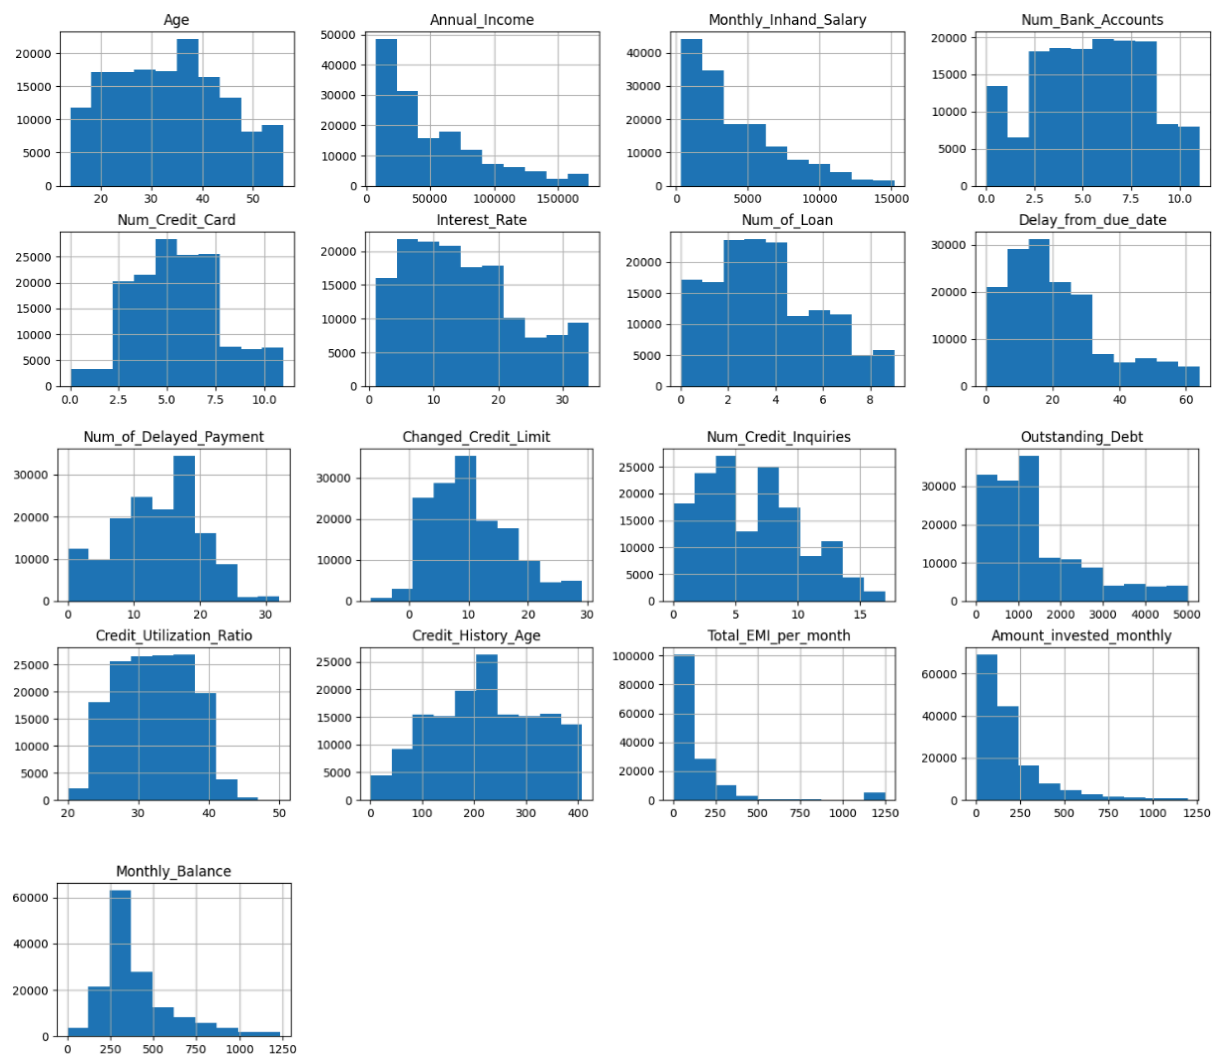 Age Annual_Income Monthly_Inhand_Salary Num_Bank_Accounts
20000 50000 40000 20000
15000 40000 30000 15000
10000 30000 20000 10000
5000 20000 10000 5000
0 10000 0 0
0
20 30 40 50 0 50000 100000 150000 0 5000 10000 15000 0.0 2.5 5.0 7.5 10.0
Num_Credit_Card Interest_Rate Num_of_Loan Delay_from_due_date
25000 20000 20000 30000
20000 15000 15000 20000
15000 10000 10000 10000
10000 5000 5000 0
5000 0 0
0
0.0 2.5 5.0 7.5 10.0 0 10 20 30 0 2 4 6 8 0 20 40 60
Num_of_Delayed_Payment Changed_Credit_Limit Num_Credit_Inquiries Outstanding_Debt
30000 30000 25000 30000
20000 20000 20000 20000
10000 10000 15000 10000
0 0 10000 0
5000
0
0 10 20 30 0 10 20 30 0 5 10 15 0 1000 2000 3000 4000 5000
Credit_Utilization_Ratio Credit_History_Age Total_EMI_per_month Amount_invested_monthly
25000 25000 100000 60000
20000 20000 80000 40000
15000 15000 60000 20000
10000 10000 40000 0
5000 5000 20000
0 0 0
20 30 40 50 0 100 200 300 400 0 250 500 750 1000 1250 0 250 500 750 1000 1250
Monthly_Balance
60000
40000
20000
0
0 250 500 750 1000 1250